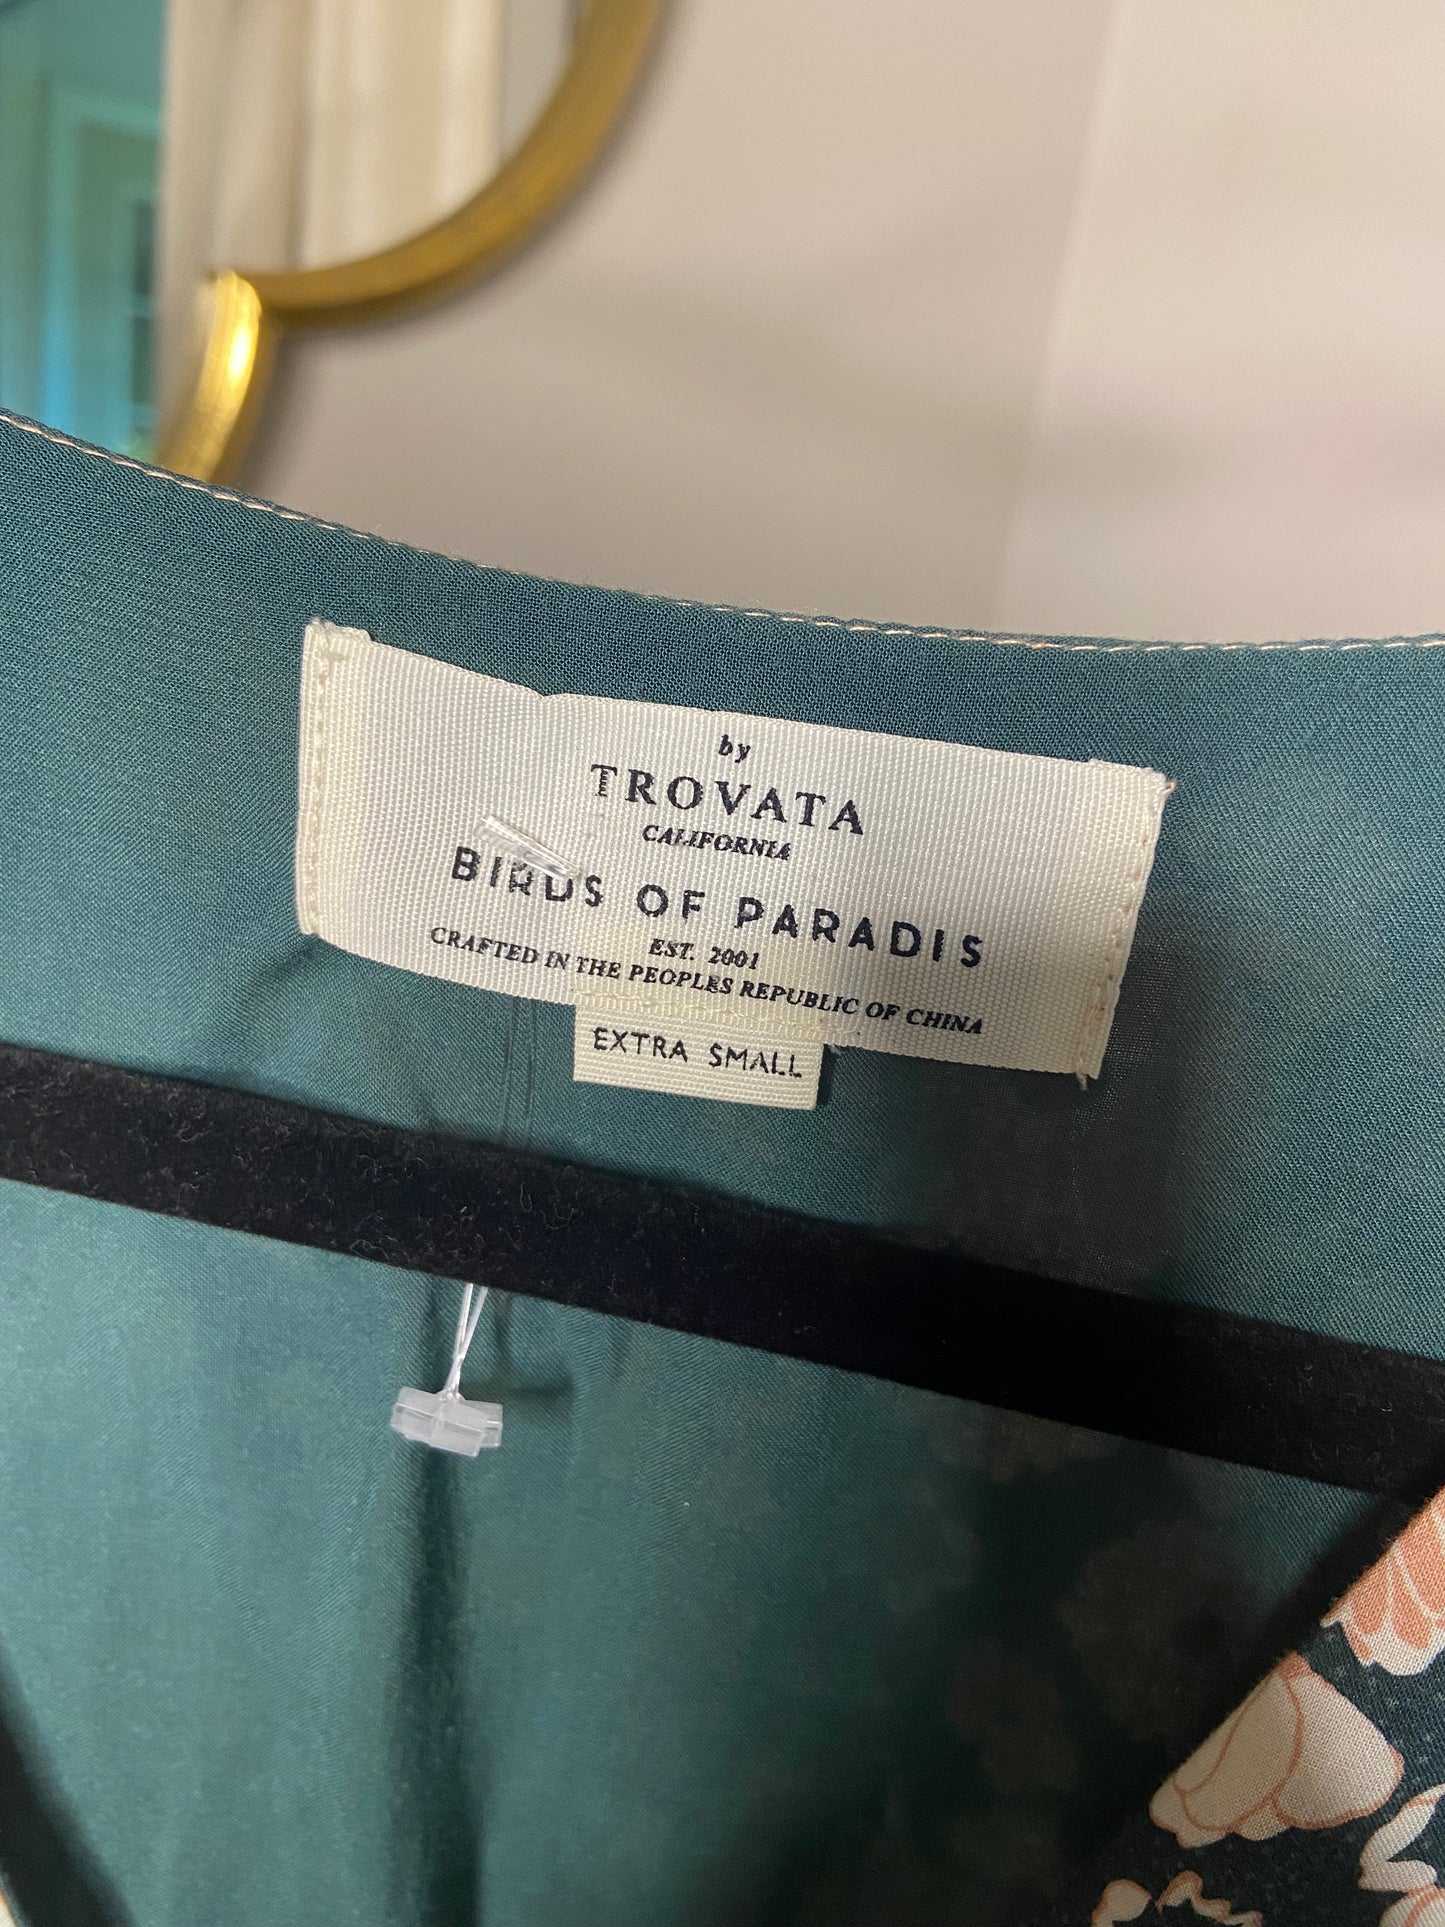 by
TROVATA
CALIFORNIA
BIRDS OF PARADIS
EST. 2001
CRAFTED IN THE PEOPLES REPUBLIC OF CHINA
EXTRA SMALL